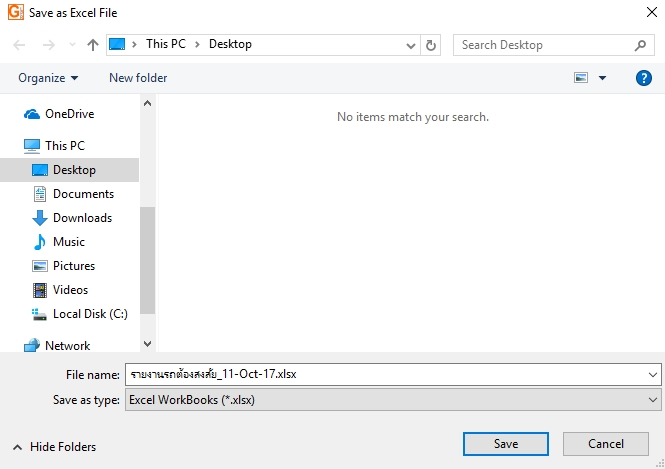 Save as Excel File
This PC
Desktop
Search Desktop
Organize
New folder
OneDrive
This PC
Desktop
Documents
Downloads
Music
Pictures
Videos
Local Disk (C:)
Network
No items match your search.
File name: รายงานรถต้องสงสัย_11-Oct-17.xlsx
Save as type: Excel WorkBooks (*.xlsx)
Hide Folders
Save
Cancel